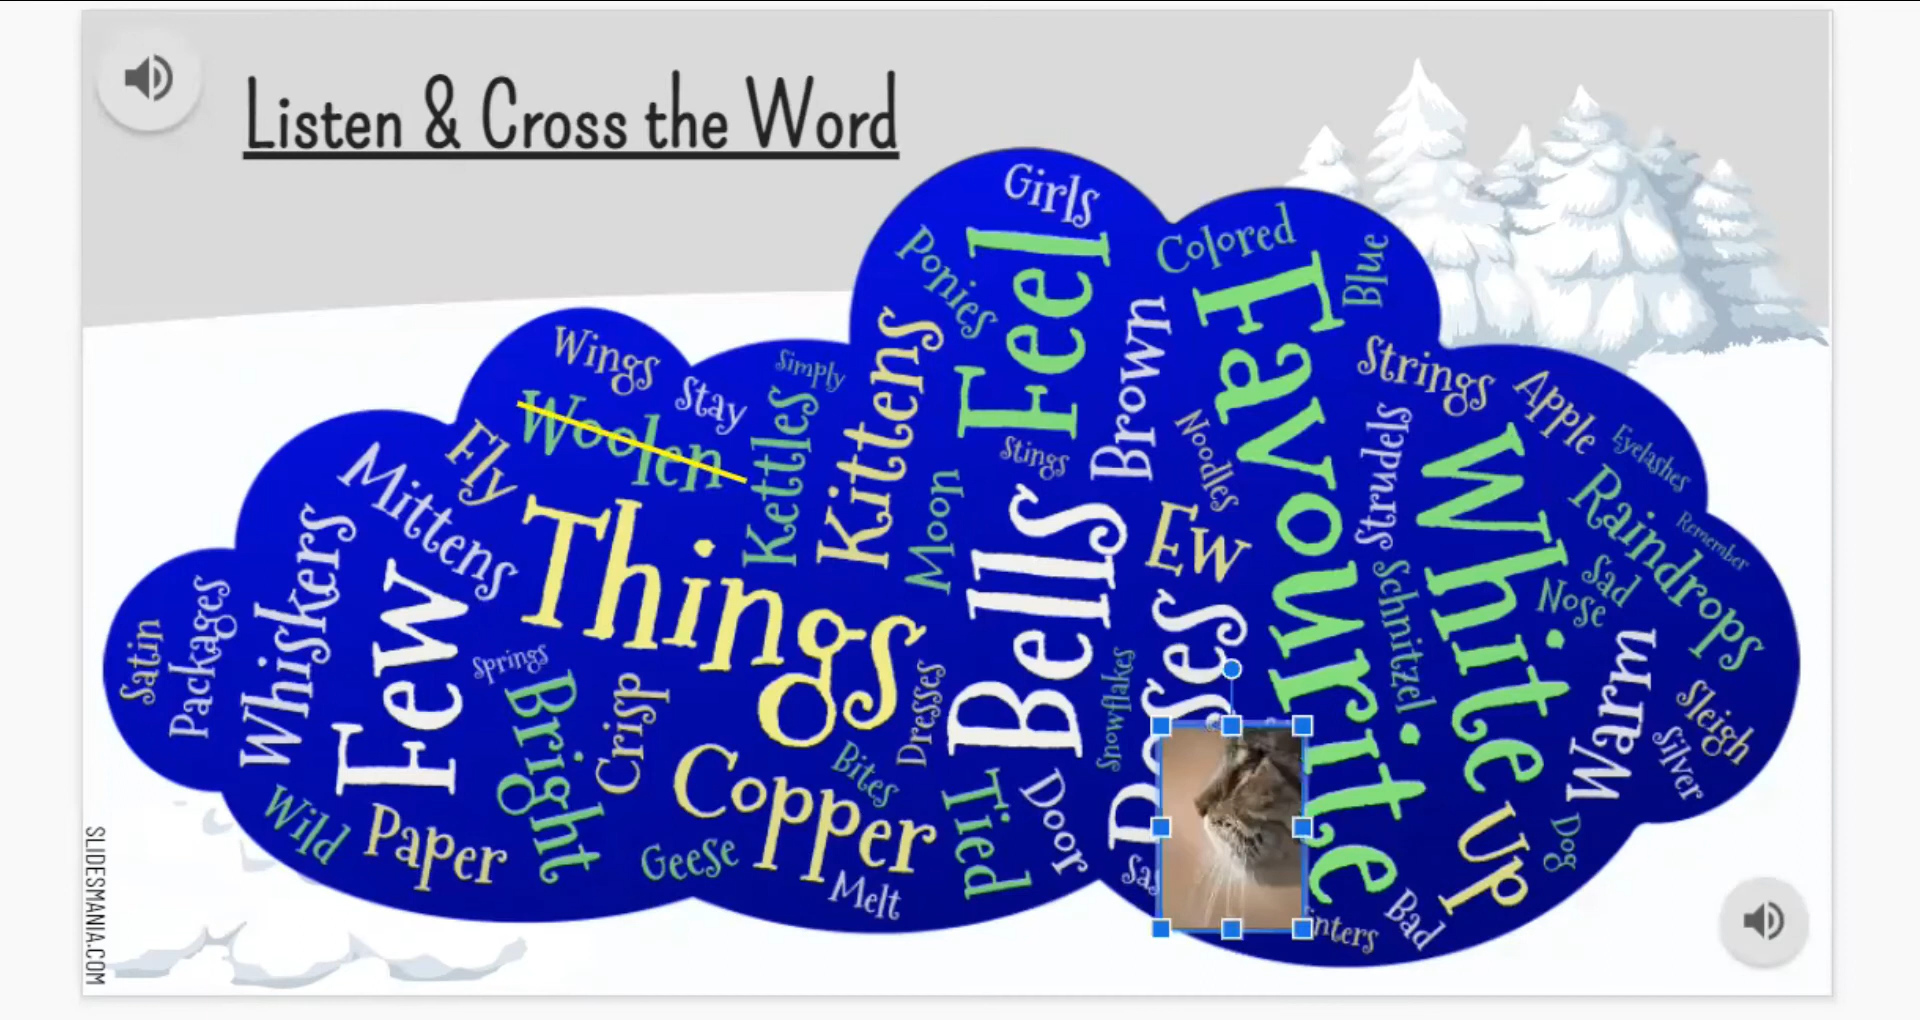 Listen & Cross the Word
Girls
Colored
Ponies
Feel
Blue
Favourite
Brown
Wings
Simply
Stay
Kittens
Strings
Apple
Woolen
Kettles
Fly
Stings
Noodles
Strudels
Eyelashes
White
Mittens
Moon
Raindrops
Remember
Things
Bells
Ew
Whiskers
Few
Sad
Nose
Schnitzel
Satin
Packages
Springs
Bright
Crisp
Dresses
Snowflakes
Warm
Sleigh
Silver
Copper
Bites
Tied
Door
Wild
Paper
Geese
Melt
Up
Dog
Bad
SLIDESMANIA.COM